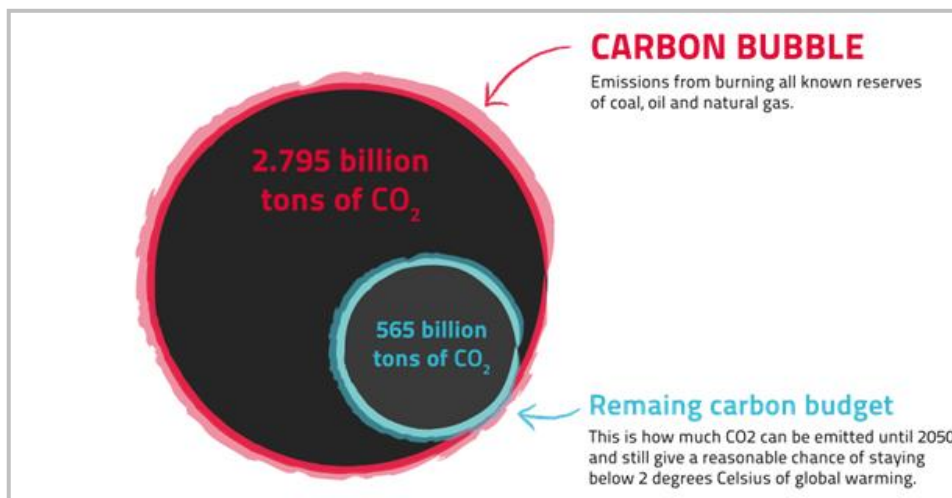 CARBON BUBBLE
Emissions from burning all known reserves
of coal, oil and natural gas.
2.795 billion
tons of CO₂
565 billion
tons of CO₂
Remaing carbon budget
This is how much CO2 can be emitted until 2050
and still give a reasonable chance of staying
below 2 degrees Celsius of global warming.